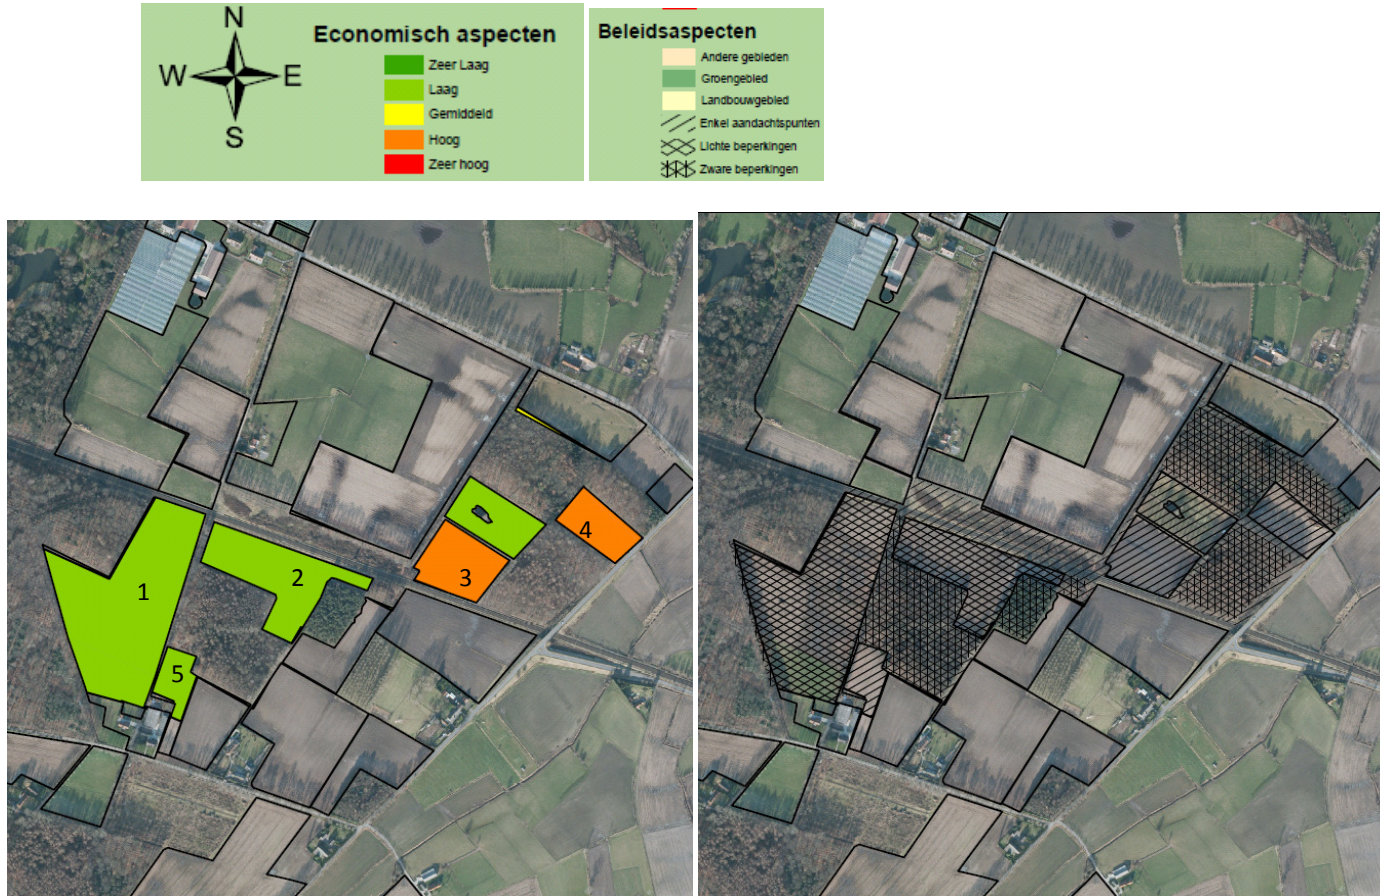 N
W E
S
Economisch aspecten
Zeer Laag
Laag
Gemiddeld
Hoog
Zeer hoog
Beleidsaspecten
Andere gebieden
Groengebied
Landbouwgebied
Enkel aandachtspunten
Lichte beperkingen
Zware beperkingen
1
2
3
4
5